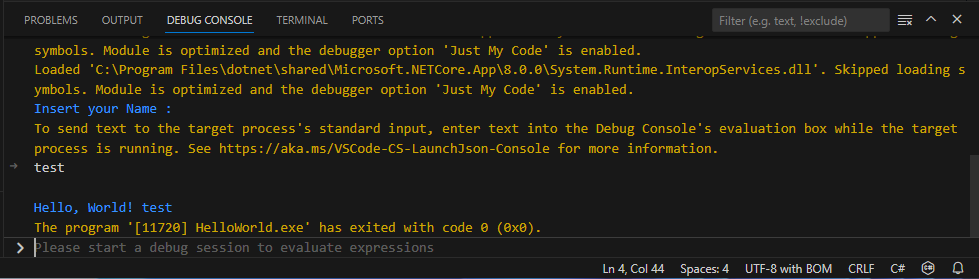 PROBLEMS OUTPUT DEBUG CONSOLE TERMINAL PORTS Filter (e.g. text, !exclude)
symbols. Module is optimized and the debugger option 'Just My Code' is enabled.
Loaded 'C:\Program Files\dotnet\shared\Microsoft.NETCore.App\8.0.0\System.Runtime.InteropServices.dll'. Skipped loading s
ymbols. Module is optimized and the debugger option 'Just My Code' is enabled.
Insert your Name :
To send text to the target process's standard input, enter text into the Debug Console's evaluation box while the target
process is running. See https://aka.ms/VSCode-CS-LaunchJson-Console for more information.
test
Hello, World! test
The program '[11720] HelloWorld.exe' has exited with code 0 (0x0).
Please start a debug session to evaluate expressions
Ln 4, Col 44 Spaces: 4 UTF-8 with BOM CRLF C#